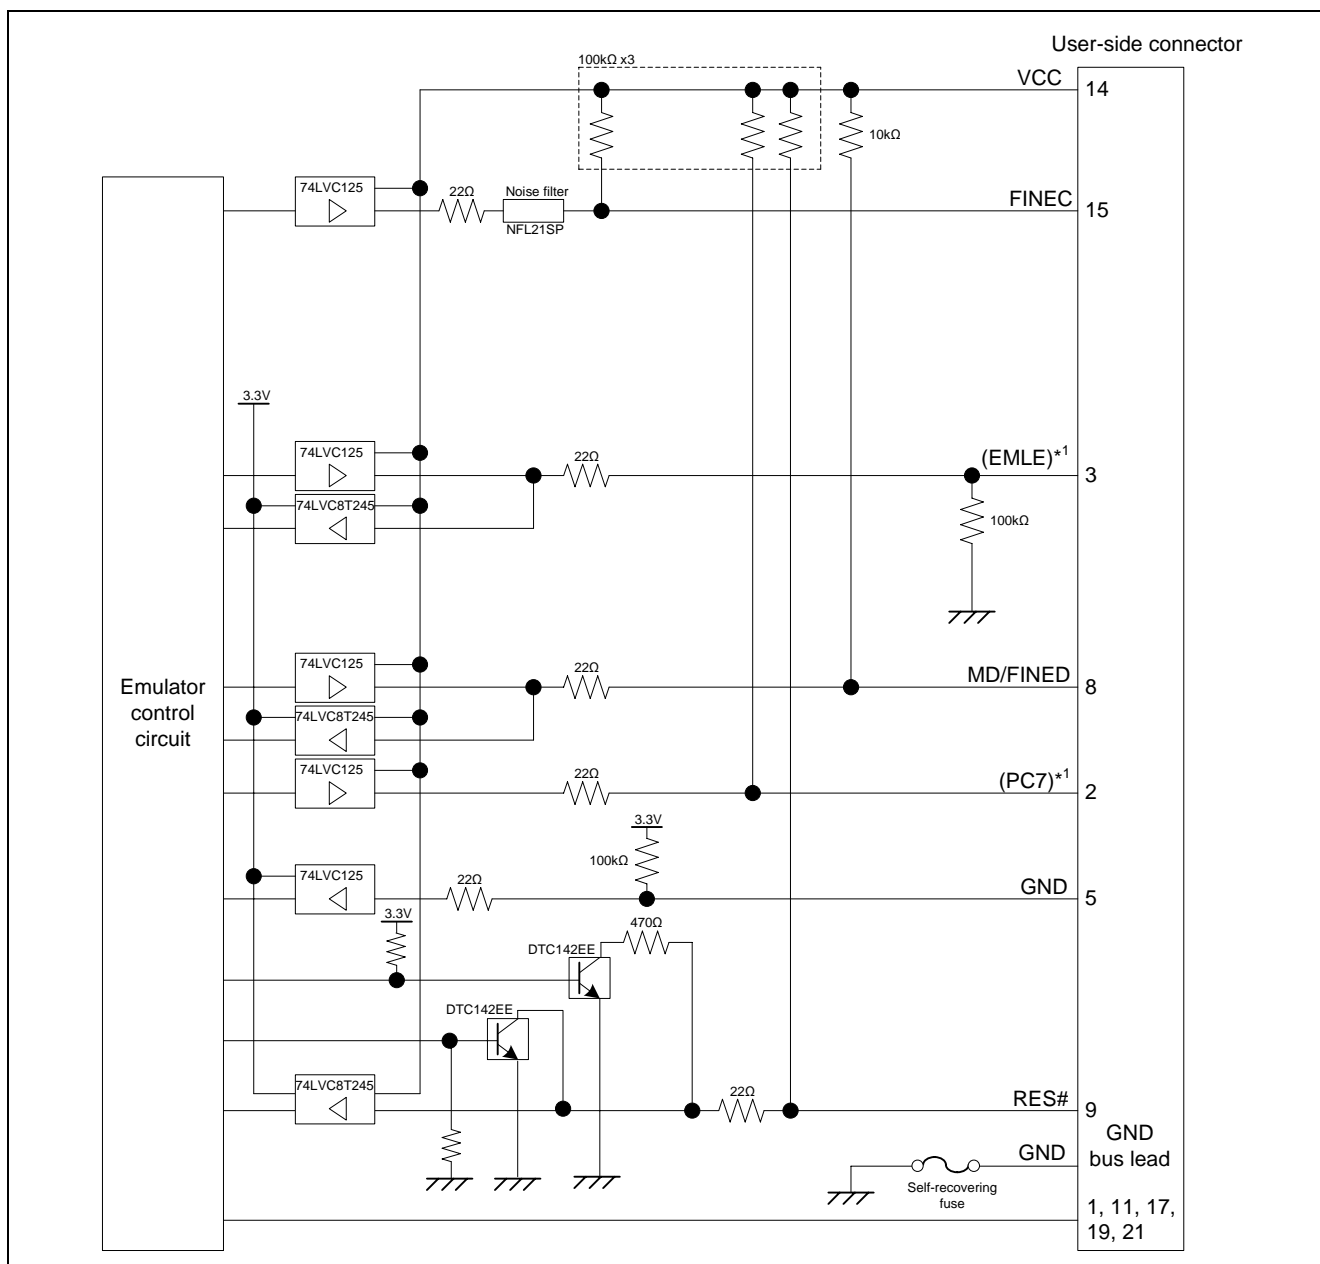 User-side connector
100kΩ x3
VCC
14
10kΩ
74LVC125
22Ω
Noise filter
NFL21SP
FINEC
15
3.3V
74LVC125
22Ω
(EMLE)*1
3
74LVC8T245
100kΩ
74LVC125
22Ω
MD/FINED
8
Emulator
control
circuit
74LVC8T245
74LVC125
22Ω
(PC7)*1
2
3.3V
100kΩ
74LVC125
22Ω
GND
5
3.3V
470Ω
DTC142EE
DTC142EE
74LVC8T245
22Ω
RES#
9
GND
GND
bus lead
Self-recovering
fuse
1, 11, 17,
19, 21